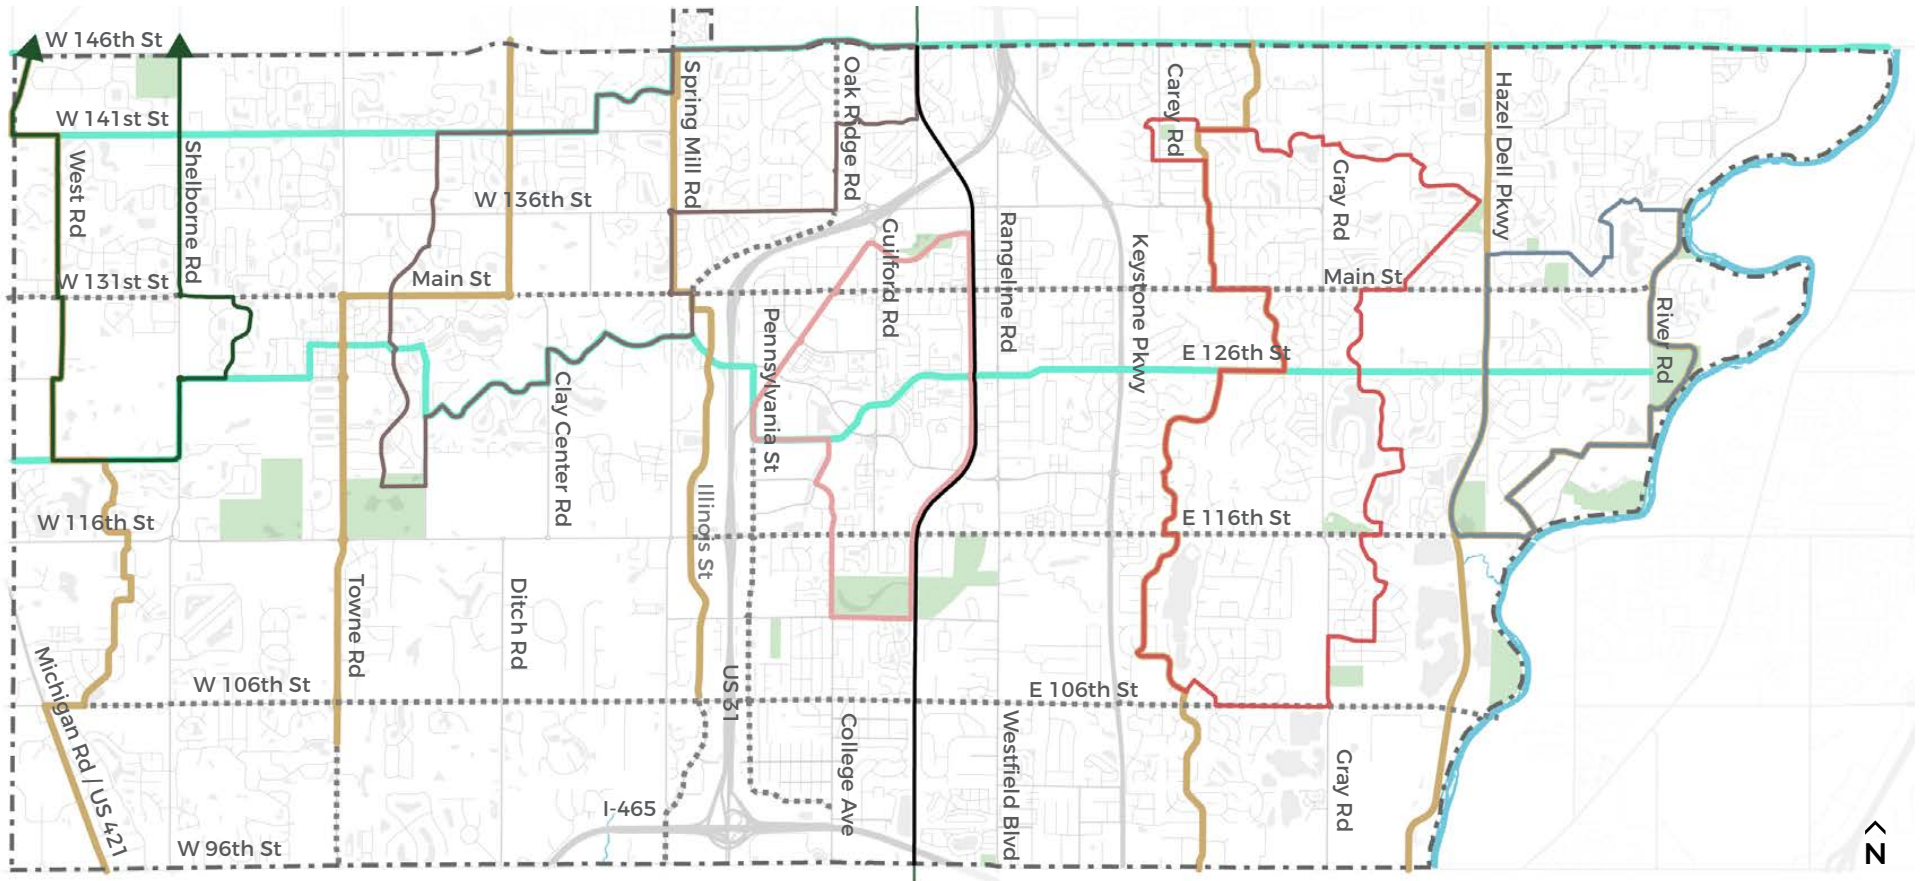 W 146th St
W 141st St
West Rd
Shelborne Rd
W 136th St
Spring Mill Rd
Oak Ridge Rd
Guilford Rd
Rangeline Rd
Keystone Pkwy
Carey Rd
Gray Rd
Hazel Dell Pkwy
W 131st St
Main St
Main St
River Rd
Pennsylvania St
E 126th St
Clay Center Rd
W 116th St
Illinois St
E 116th St
Towne Rd
Ditch Rd
Michigan Rd / US 421
W 106th St
US 31
E 106th St
College Ave
Westfield Blvd
Gray Rd
I-465
W 96th St
N